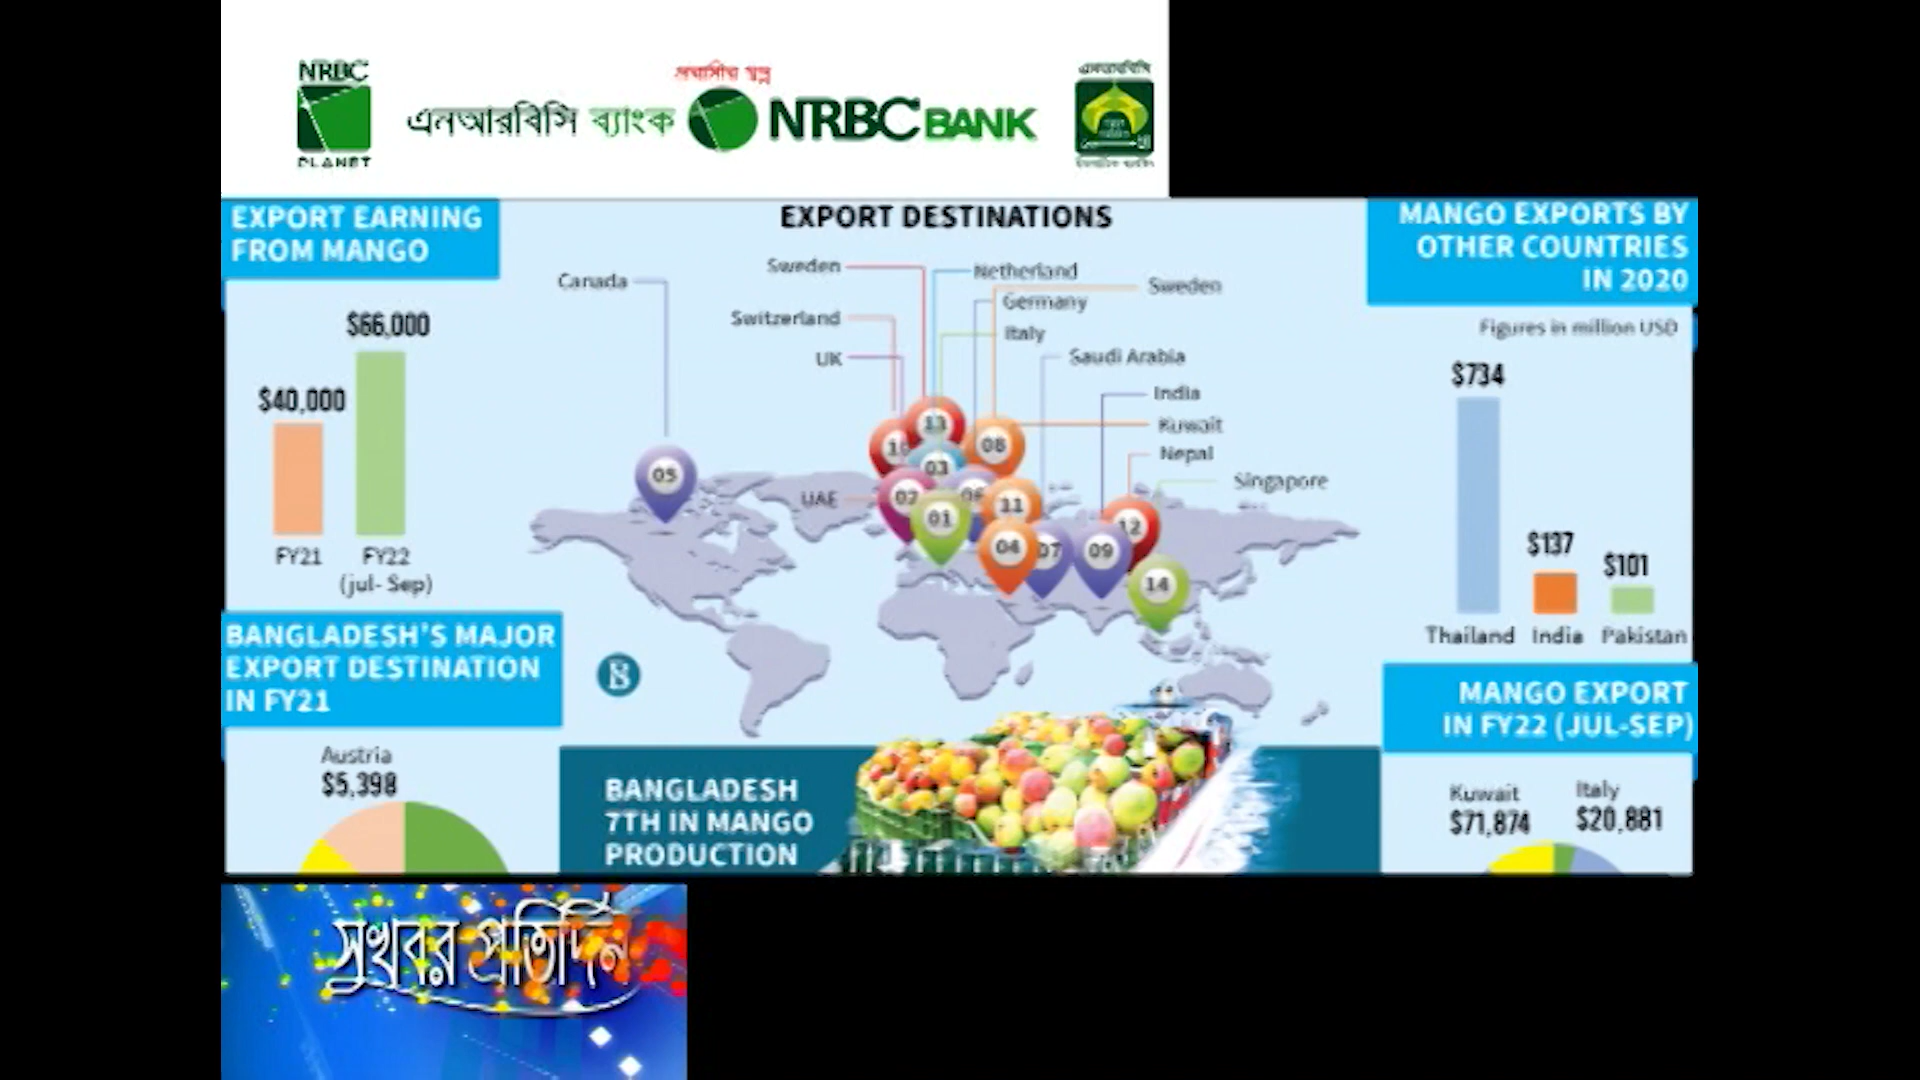 NRBC
PLANET
এনআরবিসি ব্যাংক
NRBC BANK
এনআরবিসি
EXPORT EARNING
FROM MANGO
$66,000
$40,000
FY21
FY22
(jul- Sep)
BANGLADESH'S MAJOR
EXPORT DESTINATION
IN FY21
Austria
$5,398
EXPORT DESTINATIONS
Canada
Sweden
Switzerland
UK
UAE
Netherland
Sweden
Germany
Italy
Saudi Arabia
India
Kuwait
Nepal
Singapore
05
13
08
03
11
01
07
09
12
14
BANGLADESH
7TH IN MANGO
PRODUCTION
MANGO EXPORTS BY
OTHER COUNTRIES
IN 2020
Figures in million USD
$734
$137
$101
Thailand
India
Pakistan
MANGO EXPORT
IN FY22 (JUL-SEP)
Kuwait
$71,874
Italy
$20,881
সুখবর প্রতিদিন